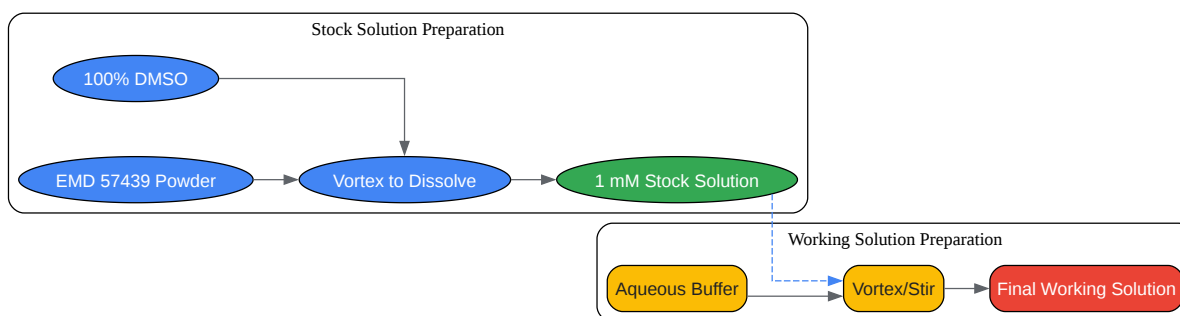 Stock Solution Preparation
100% DMSO
EMD 57439 Powder
Vortex to Dissolve
1 mM Stock Solution
Working Solution Preparation
Aqueous Buffer
Vortex/Stir
Final Working Solution